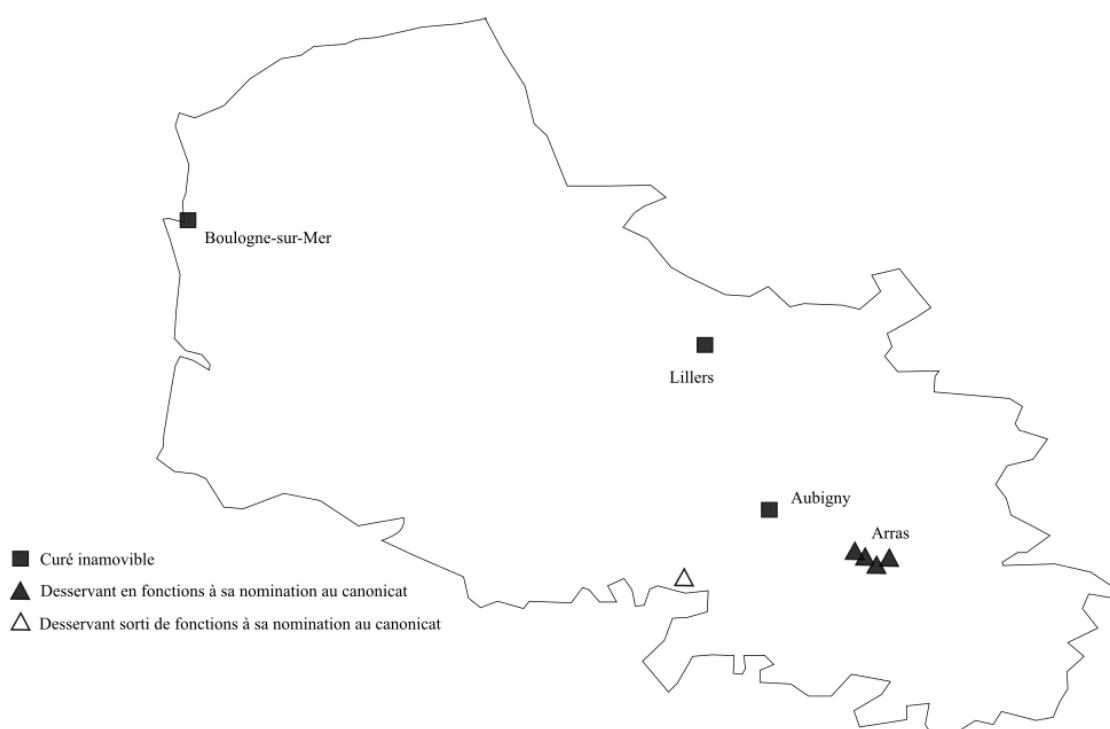 Boulogne-sur-Mer
Lillers
Aubigny
Arras
Curé inamovible
Desservant en fonctions à sa nomination au canonicat
Desservant sorti de fonctions à sa nomination au canonicat